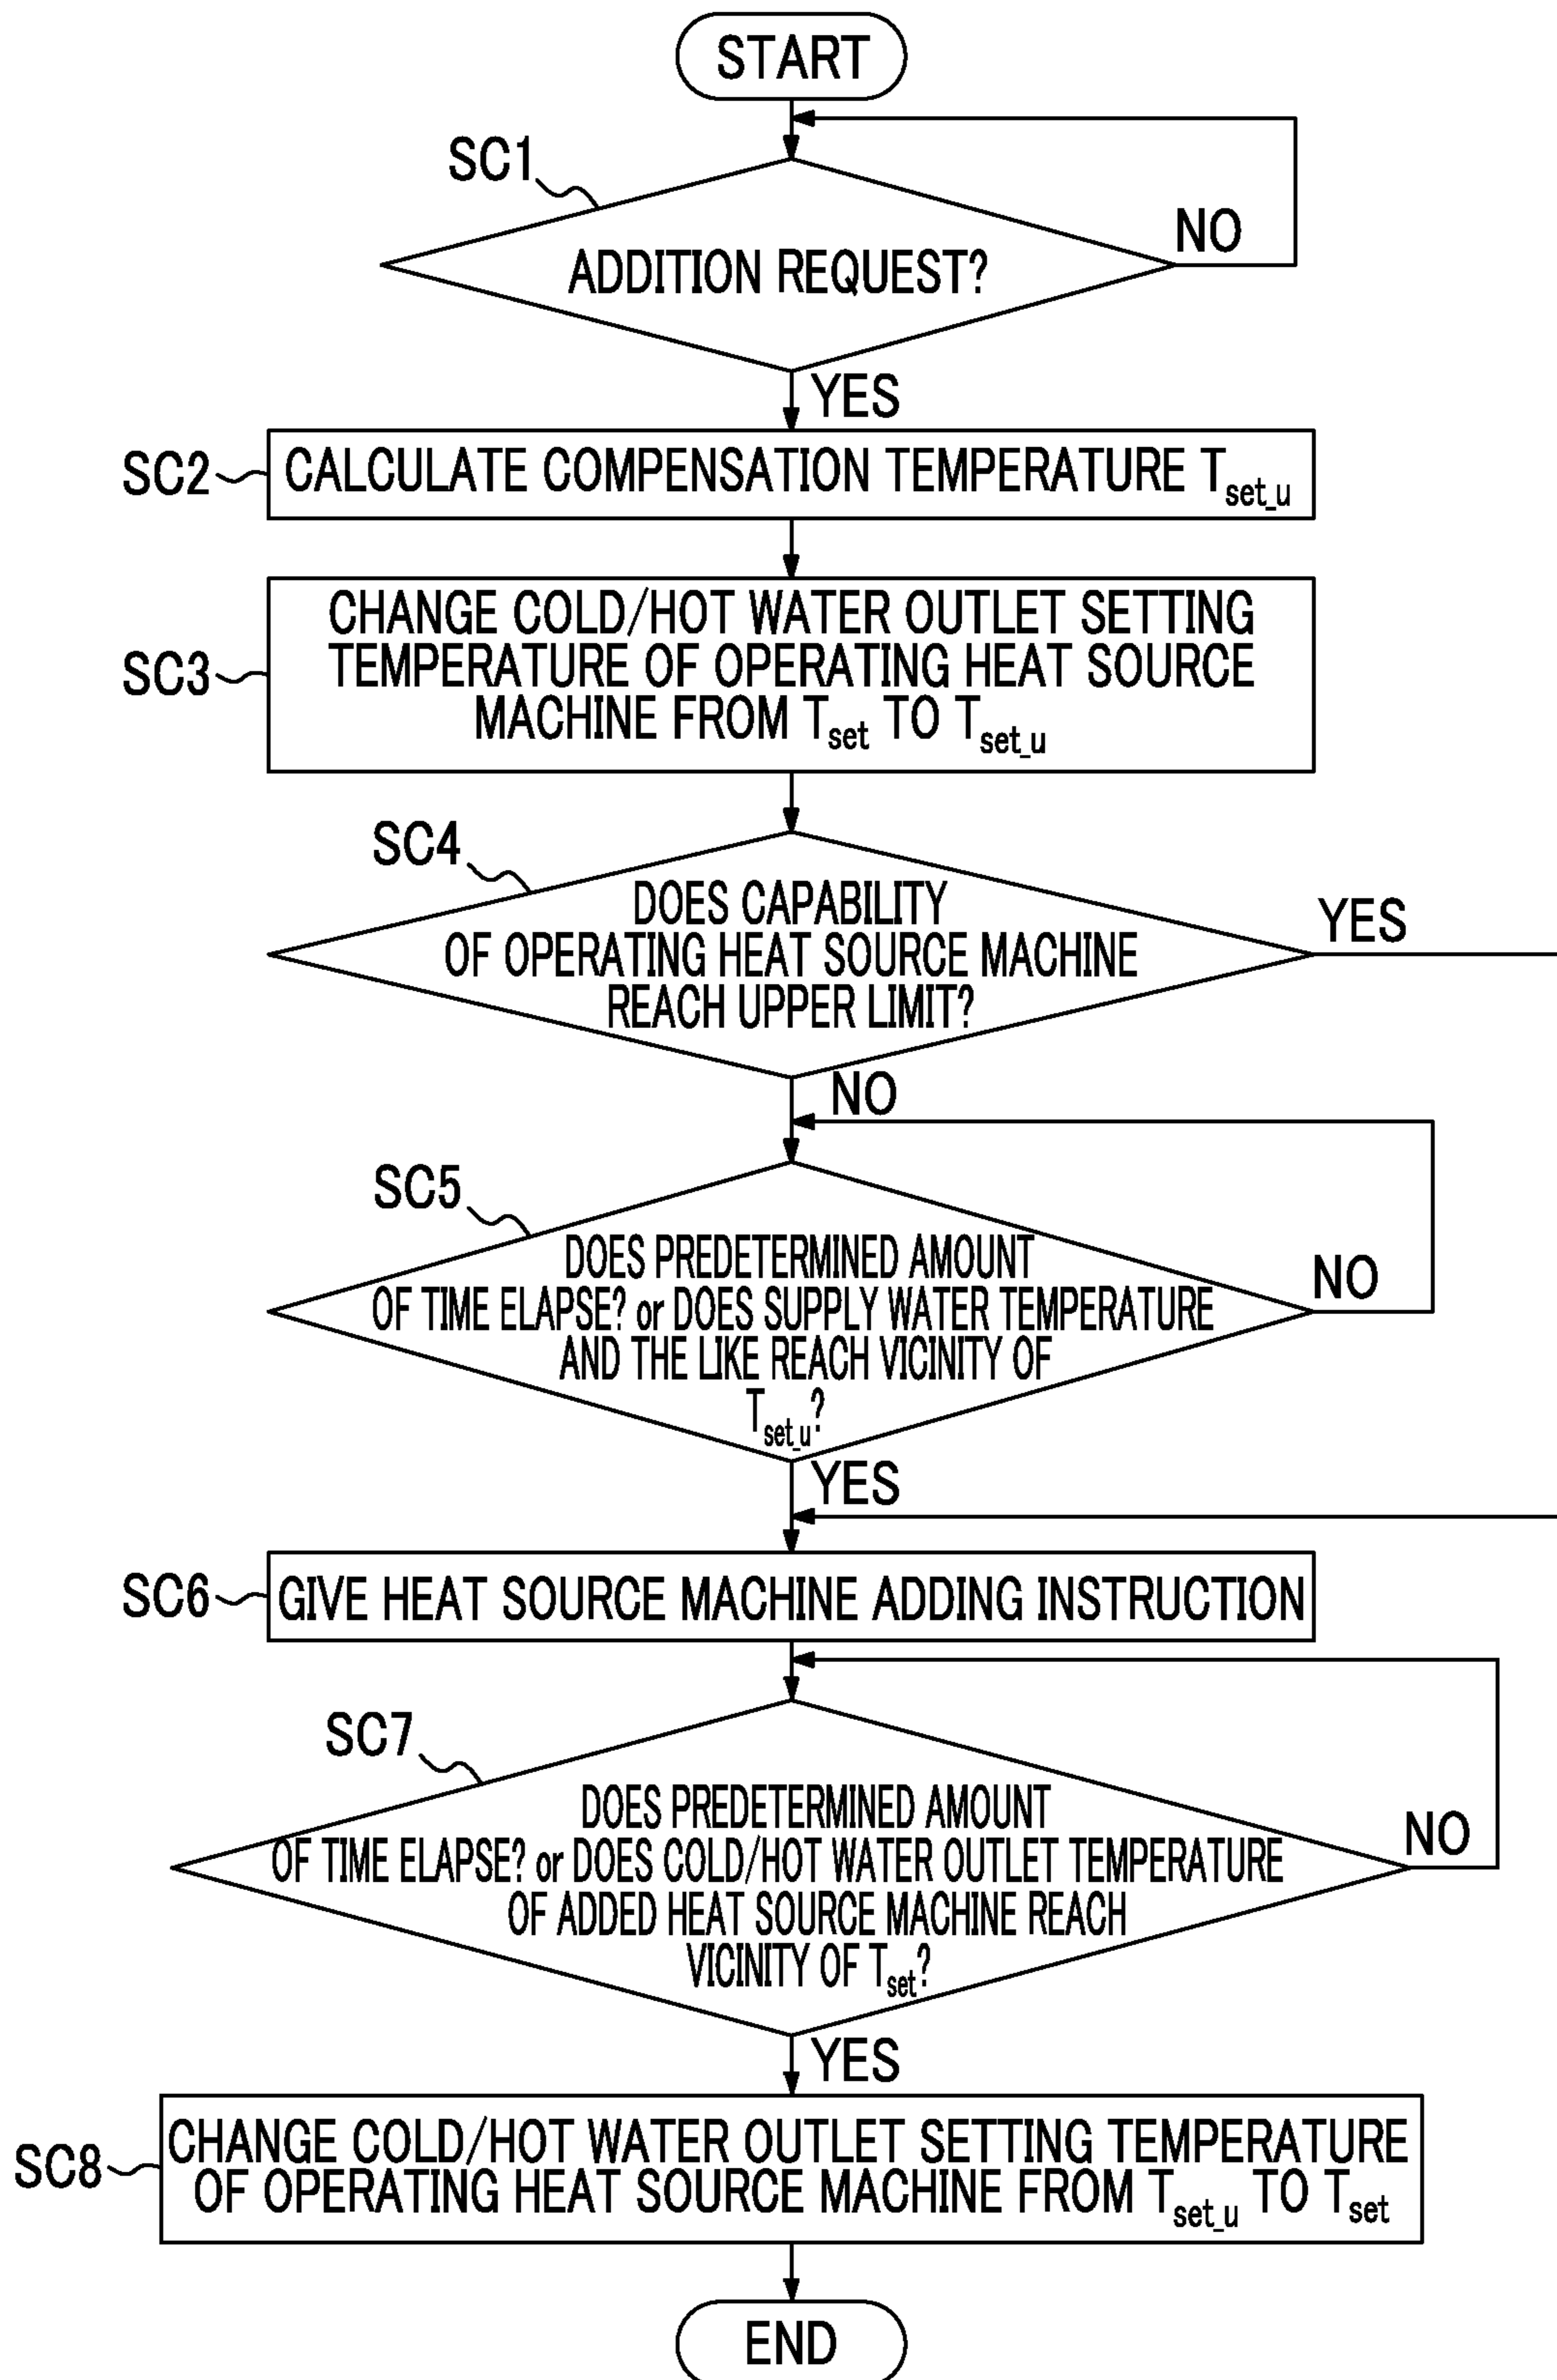 START
SC1
ADDITION REQUEST?
NO
YES
SC2
CALCULATE COMPENSATION TEMPERATURE Tset_u
SC3
CHANGE COLD/HOT WATER OUTLET SETTING
TEMPERATURE OF OPERATING HEAT SOURCE
MACHINE FROM Tset TO Tset_u
SC4
DOES CAPABILITY
OF OPERATING HEAT SOURCE MACHINE
REACH UPPER LIMIT?
YES
NO
SC5
DOES PREDETERMINED AMOUNT
OF TIME ELAPSE? or DOES SUPPLY WATER TEMPERATURE
AND THE LIKE REACH VICINITY OF
Tset_u?
NO
YES
SC6
GIVE HEAT SOURCE MACHINE ADDING INSTRUCTION
SC7
DOES PREDETERMINED AMOUNT
OF TIME ELAPSE? or DOES COLD/HOT WATER OUTLET TEMPERATURE
OF ADDED HEAT SOURCE MACHINE REACH
VICINITY OF Tset?
NO
YES
SC8
CHANGE COLD/HOT WATER OUTLET SETTING TEMPERATURE
OF OPERATING HEAT SOURCE MACHINE FROM Tset_u TO Tset
END